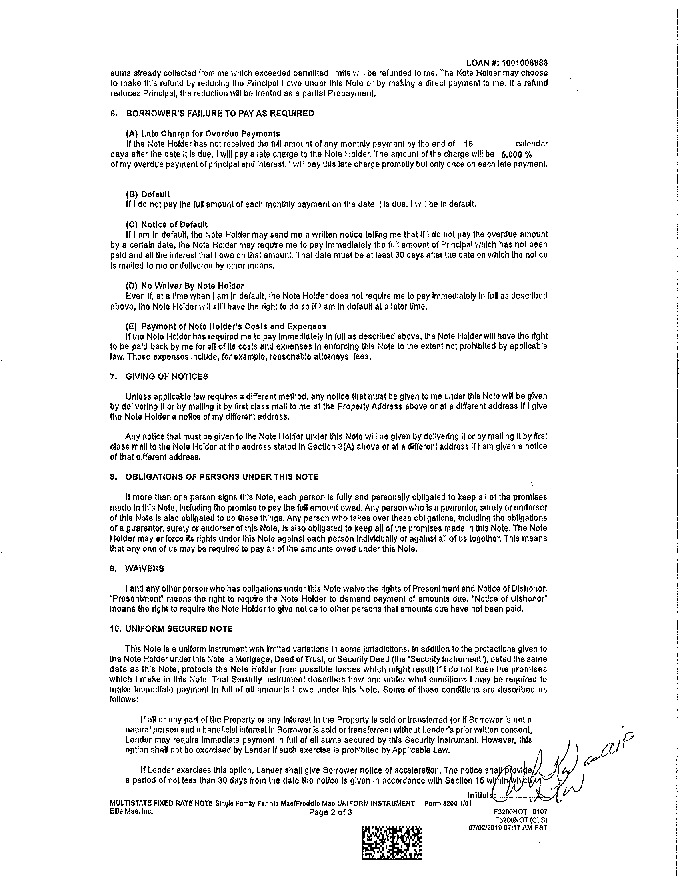 LOAN #: 1001006988
sums already collected from me which exceeded permitted limits will be refunded to me. The Note Holder may choose
to make this refund by reducing the Principal I owe under this Note or by making a direct payment to me. If a refund
reduces Principal, the reduction will be treated as a partial Prepayment.
6. BORROWER'S FAILURE TO PAY AS REQUIRED
(A) Late Charge for Overdue Payments
If the Note Holder has not received the full amount of any monthly payment by the end of 15 calendar
days after the date it is due, I will pay a late charge to the Note Holder. The amount of the charge will be 5.000 %
of my overdue payment of principal and interest. I will pay this late charge promptly but only once on each late payment.
(B) Default
If I do not pay the full amount of each monthly payment on the date it is due, I will be in default.
(C) Notice of Default
If I am in default, the Note Holder may send me a written notice telling me that if I do not pay the overdue amount
by a certain date, the Note Holder may require me to pay immediately the full amount of Principal which has not been
paid and all the interest that I owe on that amount. That date must be at least 30 days after the date on which the notice
is mailed to me or delivered by other means.
(D) No Waiver By Note Holder
Even if, at a time when I am in default, the Note Holder does not require me to pay immediately in full as described
above, the Note Holder will still have the right to do so if I am in default at a later time.
(E) Payment of Note Holder's Costs and Expenses
If the Note Holder has required me to pay immediately in full as described above, the Note Holder will have the right
to be paid back by me for all of its costs and expenses in enforcing this Note to the extent not prohibited by applicable
law. Those expenses include, for example, reasonable attorneys' fees.
7. GIVING OF NOTICES
Unless applicable law requires a different method, any notice that must be given to me under this Note will be given
by delivering it or by mailing it by first class mail to me at the Property Address above or at a different address if I give
the Note Holder a notice of my different address.
Any notice that must be given to the Note Holder under this Note will be given by delivering it or by mailing it by first
class mail to the Note Holder at the address stated in Section 3(A) above or at a different address if I am given a notice
of that different address.
8. OBLIGATIONS OF PERSONS UNDER THIS NOTE
If more than one person signs this Note, each person is fully and personally obligated to keep all of the promises
made in this Note, including the promise to pay the full amount owed. Any person who is a guarantor, surety or endorser
of this Note is also obligated to do these things. Any person who takes over these obligations, including the obligations
of a guarantor, surety or endorser of this Note, is also obligated to keep all of the promises made in this Note. The Note
Holder may enforce its rights under this Note against each person individually or against all of us together. This means
that any one of us may be required to pay all of the amounts owed under this Note.
9. WAIVERS
I and any other person who has obligations under this Note waive the rights of Presentment and Notice of Dishonor.
"Presentment" means the right to require the Note Holder to demand payment of amounts due. "Notice of Dishonor"
means the right to require the Note Holder to give notice to other persons that amounts due have not been paid.
10. UNIFORM SECURED NOTE
This Note is a uniform instrument with limited variations in some jurisdictions. In addition to the protections given to
the Note Holder under this Note, a Mortgage, Deed of Trust, or Security Deed (the "Security Instrument"), dated the same
date as this Note, protects the Note Holder from possible losses which might result if I do not keep the promises
which I make in this Note. That Security Instrument describes how and under what conditions I may be required to
make immediate payment in full of all amounts I owe under this Note. Some of those conditions are described as
follows:
If all or any part of the Property or any Interest in the Property is sold or transferred (or if Borrower is not a
natural person and a beneficial interest in Borrower is sold or transferred) without Lender's prior written consent,
Lender may require immediate payment in full of all sums secured by this Security Instrument. However, this
option shall not be exercised by Lender if such exercise is prohibited by Applicable Law.
If Lender exercises this option, Lender shall give Borrower notice of acceleration. The notice shall provide
a period of not less than 30 days from the date the notice is given in accordance with Section 15 within which
Initials:
MULTISTATE FIXED RATE NOTE Single Family Fannie Mae/Freddie Mac UNIFORM INSTRUMENT Form 3200 1/01
Ellie Mae, Inc. Page 2 of 3 F3200NOT 0107
F3200NOT (CLS)
07/02/2019 07:17 AM PST